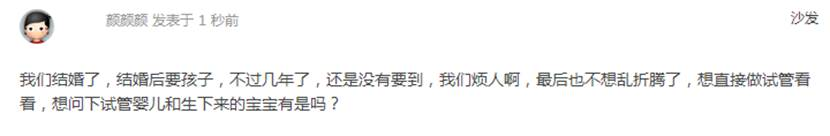 颜颜颜 发表于 1 秒前
沙发
我们结婚了，结婚后要孩子，不过几年了，还是没有要到，我们烦人啊，最后也不想乱折腾了，想直接做试管看
看，想问下试管婴儿和生下来的宝宝有是吗？